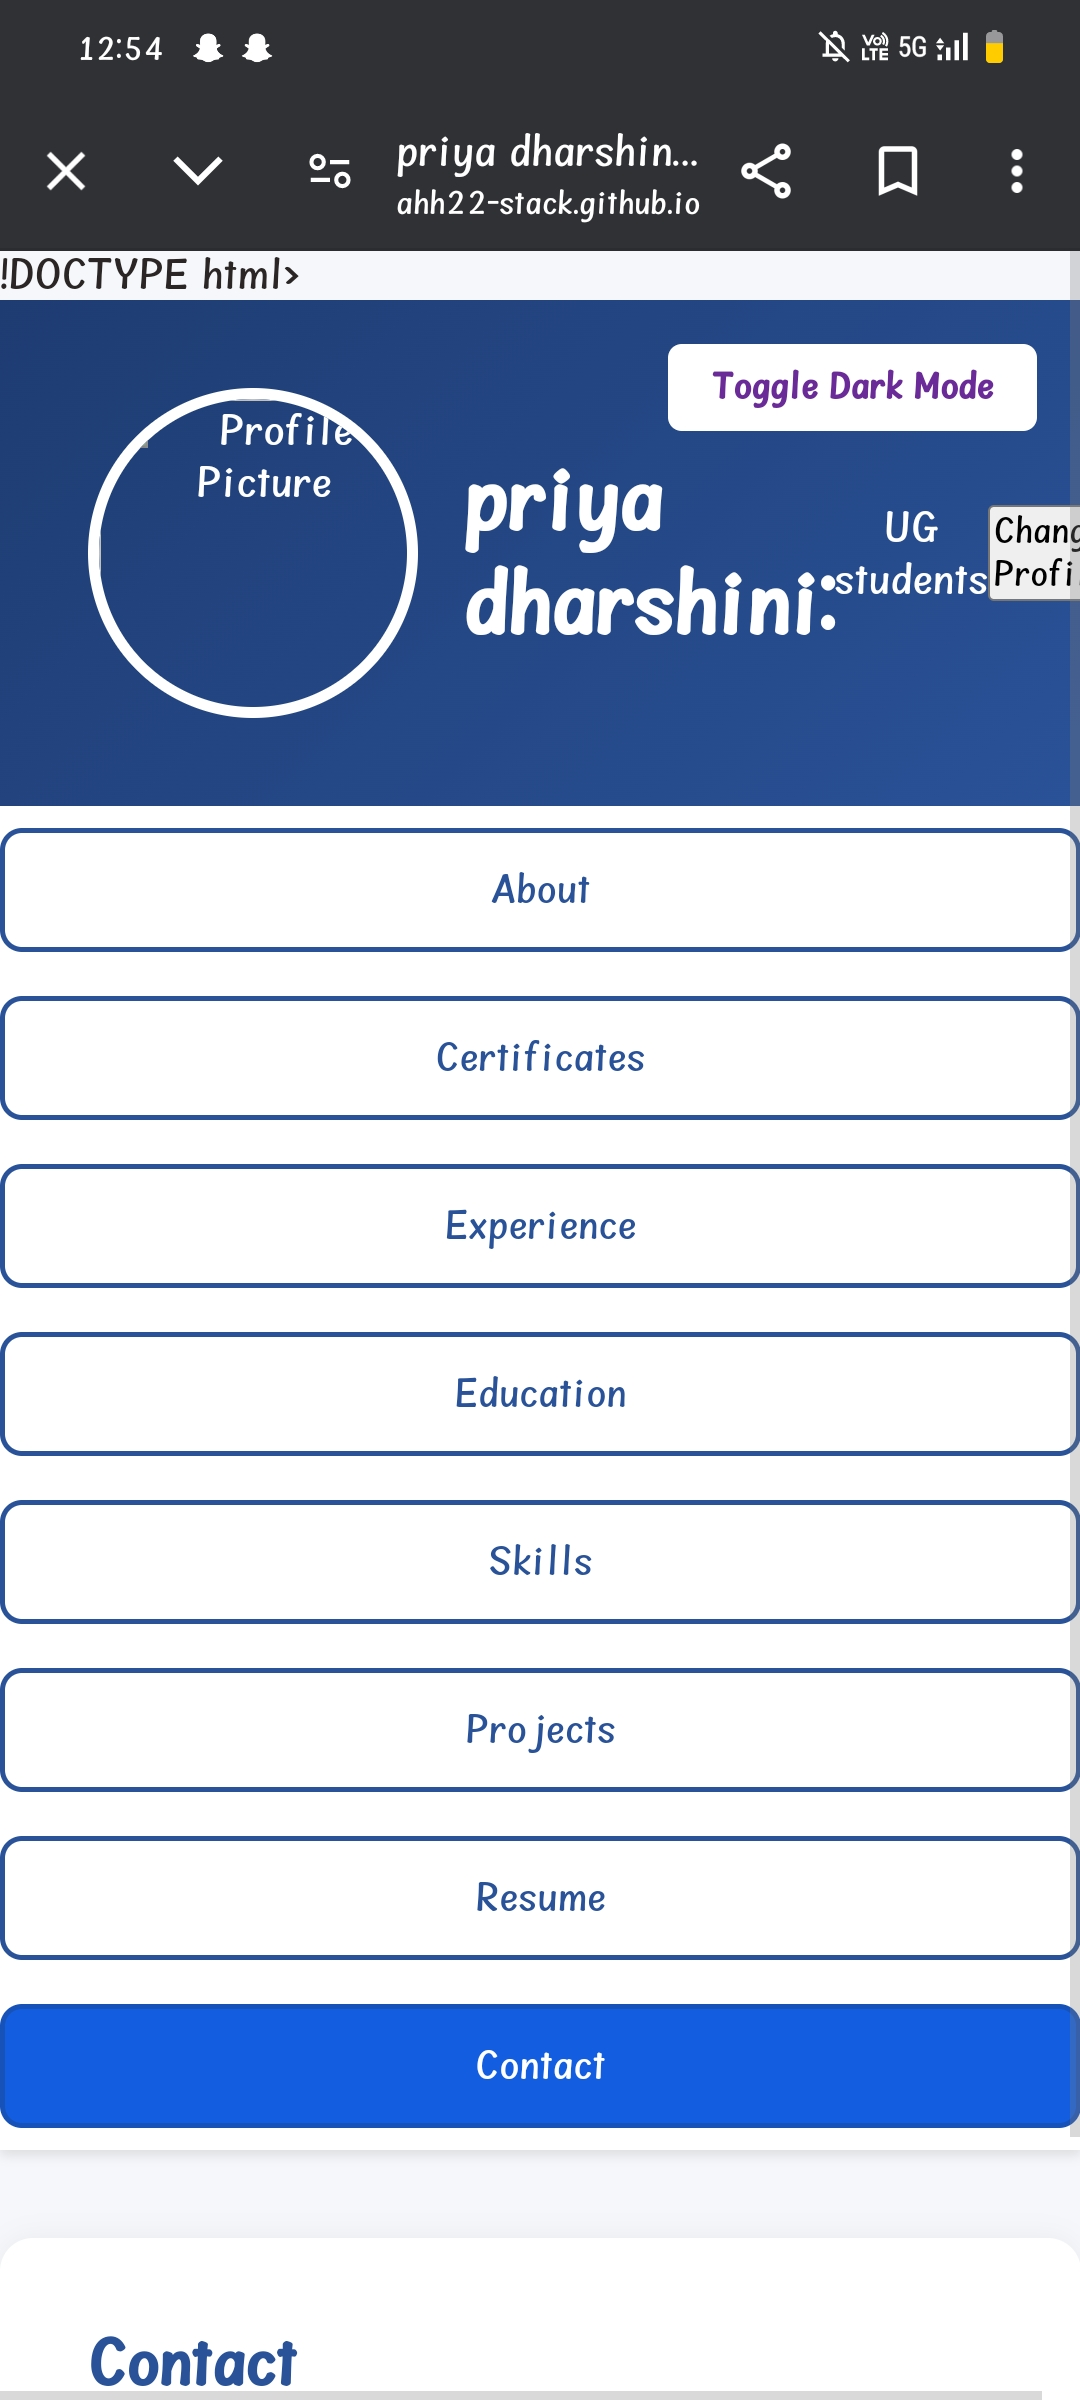 12:54
VoLTE 5G
priya dharshin...
ahh22-stack.github.io
!DOCTYPE html>
Toggle Dark Mode
Profile
Picture
priya
dharshini:
UG
students
Chang
Profi
About
Certificates
Experience
Education
Skills
Projects
Resume
Contact
Contact